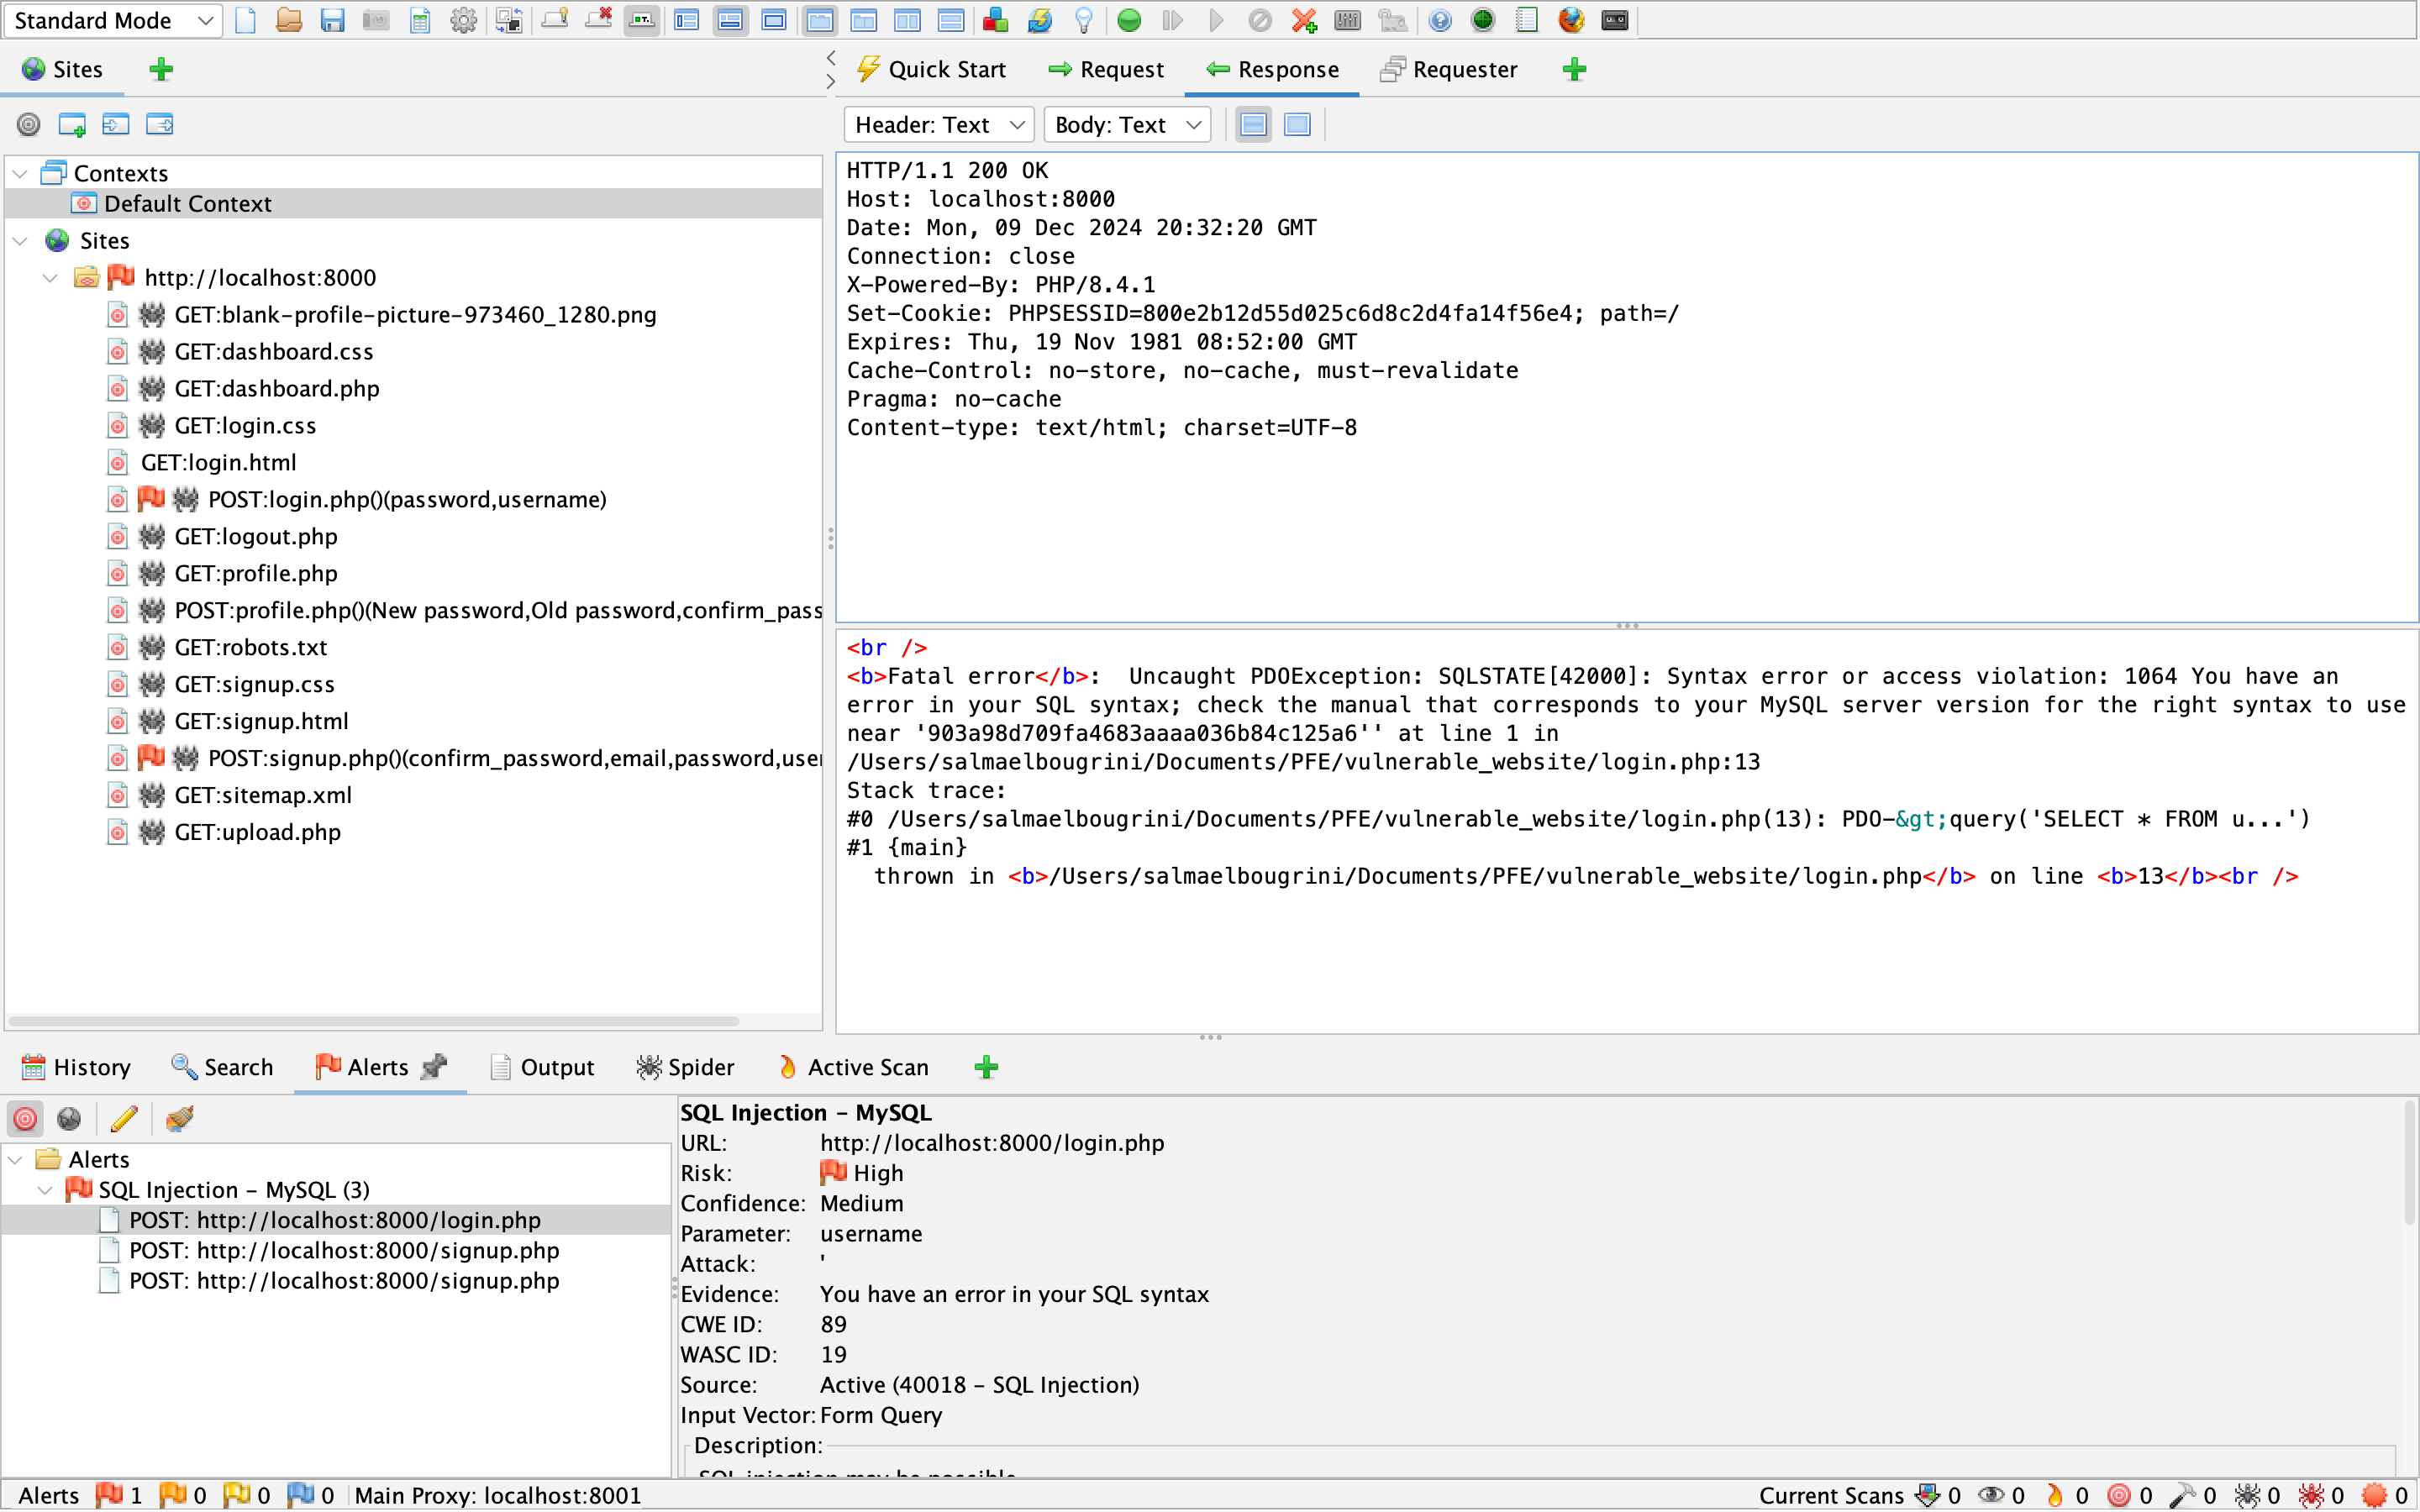 Standard Mode
Sites
Quick Start
Request
Response
Requester
Header: Text
Body: Text
Contexts
Default Context
Sites
http://localhost:8000
GET:blank-profile-picture-973460_1280.png
GET:dashboard.css
GET:dashboard.php
GET:login.css
GET:login.html
POST:login.php()(password,username)
GET:logout.php
GET:profile.php
POST:profile.php()(New password,Old password,confirm_pass
GET:robots.txt
GET:signup.css
GET:signup.html
POST:signup.php()(confirm_password,email,password,user
GET:sitemap.xml
GET:upload.php
HTTP/1.1 200 OK
Host: localhost:8000
Date: Mon, 09 Dec 2024 20:32:20 GMT
Connection: close
X-Powered-By: PHP/8.4.1
Set-Cookie: PHPSESSID=800e2b12d55d025c6d8c2d4fa14f56e4; path=/
Expires: Thu, 19 Nov 1981 08:52:00 GMT
Cache-Control: no-store, no-cache, must-revalidate
Pragma: no-cache
Content-type: text/html; charset=UTF-8
<br />
<b>Fatal error</b>:  Uncaught PDOException: SQLSTATE[42000]: Syntax error or access violation: 1064 You have an
error in your SQL syntax; check the manual that corresponds to your MySQL server version for the right syntax to use
near '903a98d709fa4683aaaa036b84c125a6'' at line 1 in
/Users/salmaelbougrini/Documents/PFE/vulnerable_website/login.php:13
Stack trace:
#0 /Users/salmaelbougrini/Documents/PFE/vulnerable_website/login.php(13): PDO-&gt;query('SELECT * FROM u...')
#1 {main}
  thrown in <b>/Users/salmaelbougrini/Documents/PFE/vulnerable_website/login.php</b> on line <b>13</b><br />
History
Search
Alerts
Output
Spider
Active Scan
Alerts
SQL Injection - MySQL (3)
POST: http://localhost:8000/login.php
POST: http://localhost:8000/signup.php
POST: http://localhost:8000/signup.php
SQL Injection - MySQL
URL: http://localhost:8000/login.php
Risk: High
Confidence: Medium
Parameter: username
Attack: '
Evidence: You have an error in your SQL syntax
CWE ID: 89
WASC ID: 19
Source: Active (40018 - SQL Injection)
Input Vector: Form Query
Description:
SQL injection may be possible
Alerts 1 0 0 0 Main Proxy: localhost:8001
Current Scans 0 0 0 0 0 0 0 0